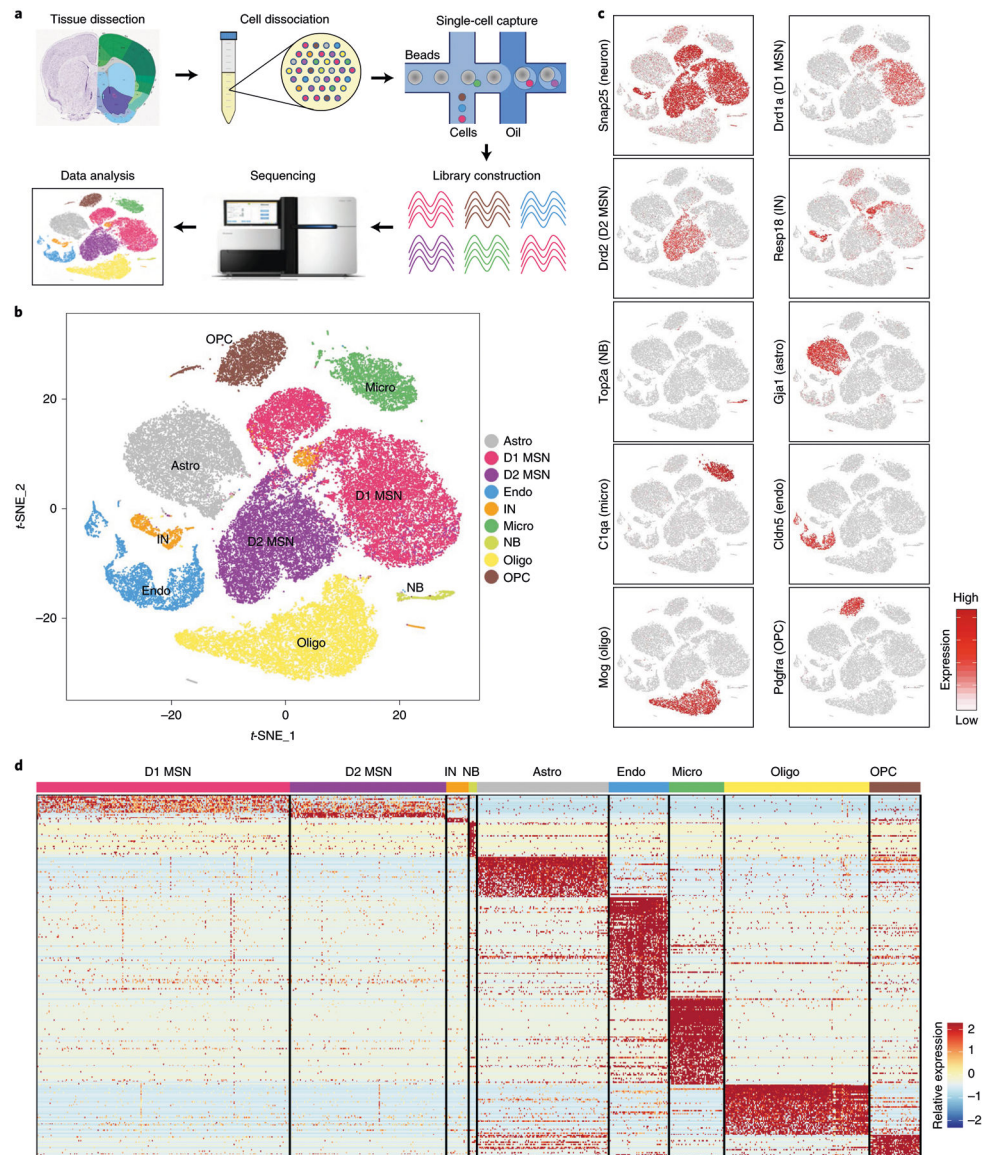 a
Tissue dissection
Cell dissociation
Single-cell capture
Beads
Cells
Oil
Data analysis
Sequencing
Library construction
b
OPC
Micro
Astro
D1 MSN
D2 MSN
IN
Endo
NB
Oligo
20
0
–20
t-SNE_2
–20
0
20
t-SNE_1
Astro
D1 MSN
D2 MSN
Endo
IN
Micro
NB
Oligo
OPC
c
Snap25 (neuron)
Drd1a (D1 MSN)
Drd2 (D2 MSN)
Resp18 (IN)
Top2a (NB)
Gja1 (astro)
C1qa (micro)
Cldn5 (endo)
Mog (oligo)
Pdgfra (OPC)
High
Expression
Low
d
D1 MSN
D2 MSN
IN
NB
Astro
Endo
Micro
Oligo
OPC
Relative expression
2
1
0
–1
–2